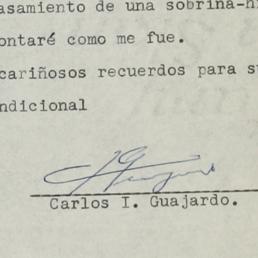 asamiento de una sobrina-n
ontaré como me fue.
cariñosos recuerdos para s
ndicional
Carlos I. Guajardo.